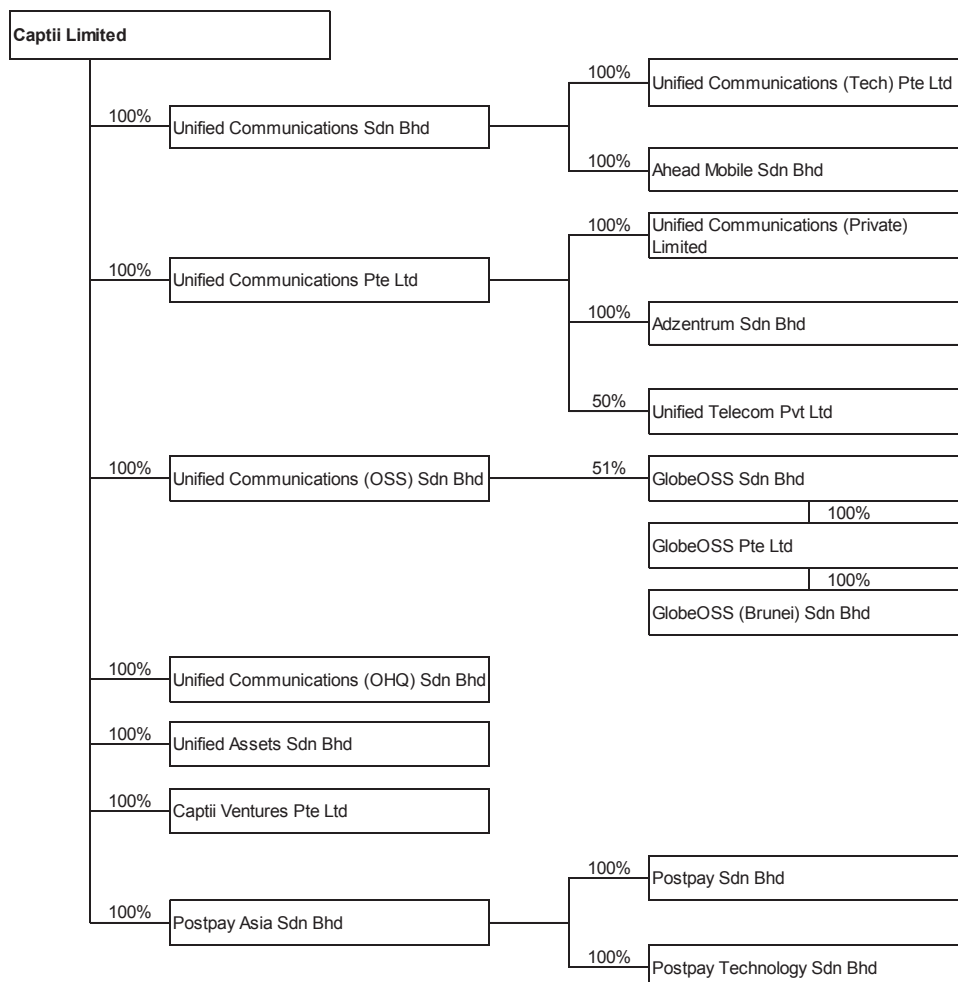 Captii Limited
100%
Unified Communications Sdn Bhd
100%
Unified Communications (Tech) Pte Ltd
100%
Ahead Mobile Sdn Bhd
100%
Unified Communications Pte Ltd
100%
Unified Communications (Private)
Limited
100%
Adzentrum Sdn Bhd
50%
Unified Telecom Pvt Ltd
100%
Unified Communications (OSS) Sdn Bhd
51%
GlobeOSS Sdn Bhd
100%
GlobeOSS Pte Ltd
100%
GlobeOSS (Brunei) Sdn Bhd
100%
Unified Communications (OHQ) Sdn Bhd
100%
Unified Assets Sdn Bhd
100%
Captii Ventures Pte Ltd
100%
Postpay Asia Sdn Bhd
100%
Postpay Sdn Bhd
100%
Postpay Technology Sdn Bhd